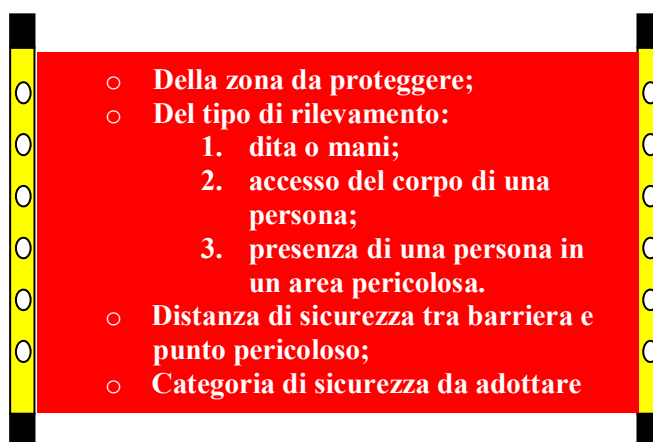 o Della zona da proteggere;
o Del tipo di rilevamento:
1. dita o mani;
2. accesso del corpo di una
persona;
3. presenza di una persona in
un area pericolosa.
o Distanza di sicurezza tra barriera e
punto pericoloso;
o Categoria di sicurezza da adottare